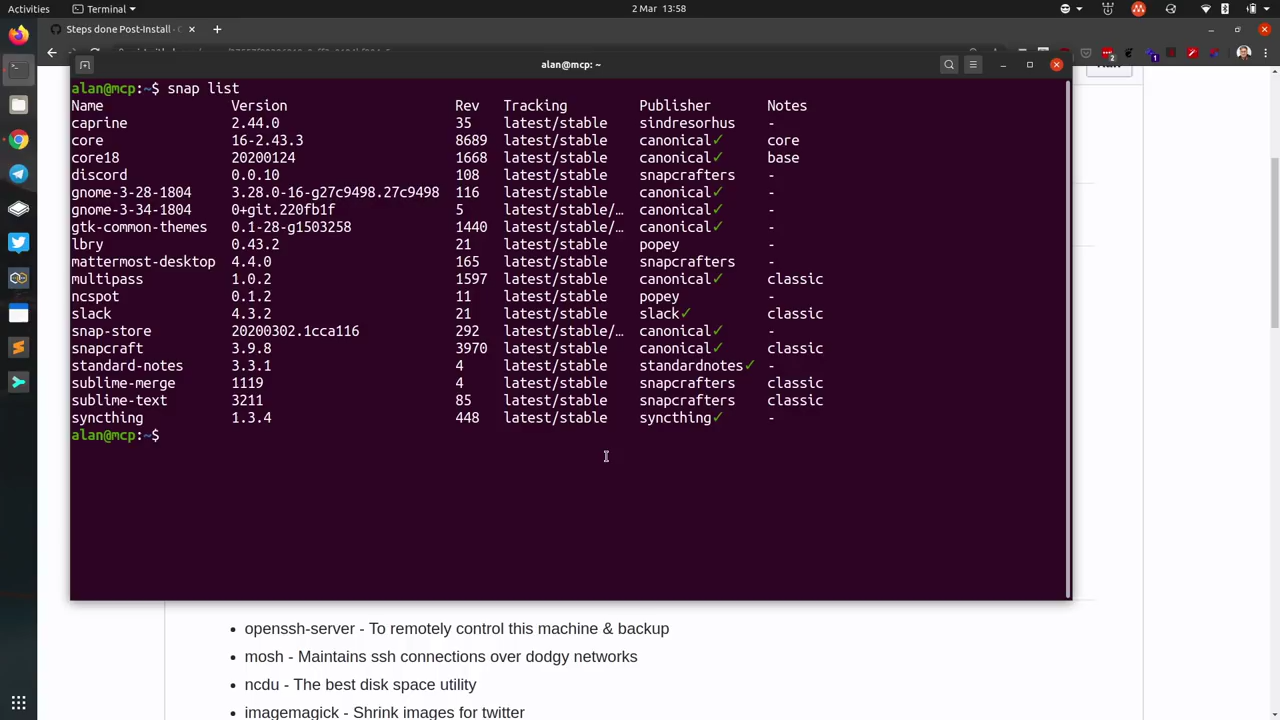 Activities
Terminal
2 Mar 13:58
Steps done Post-Install -
alan@mcp: ~
alan@mcp:~$ snap list
Name Version Rev Tracking Publisher Notes
caprine 2.44.0 35 latest/stable sindresorhus -
core 16-2.43.3 8689 latest/stable canonical✓ core
core18 20200124 1668 latest/stable canonical✓ base
discord 0.0.10 108 latest/stable snapcrafters -
gnome-3-28-1804 3.28.0-16-g27c9498.27c9498 116 latest/stable canonical✓ -
gnome-3-34-1804 0+git.220fb1f 5 latest/stable/… canonical✓ -
gtk-common-themes 0.1-28-g1503258 1440 latest/stable/… canonical✓ -
lbry 0.43.2 21 latest/stable popey -
mattermost-desktop 4.4.0 165 latest/stable snapcrafters -
multipass 1.0.2 1597 latest/stable canonical✓ classic
ncspot 0.1.2 11 latest/stable popey -
slack 4.3.2 21 latest/stable slack✓ classic
snap-store 20200302.1cca116 292 latest/stable/… canonical✓ -
snapcraft 3.9.8 3970 latest/stable canonical✓ classic
standard-notes 3.3.1 4 latest/stable standardnotes✓ -
sublime-merge 1119 4 latest/stable snapcrafters classic
sublime-text 3211 85 latest/stable snapcrafters classic
syncthing 1.3.4 448 latest/stable syncthing✓ -
alan@mcp:~$
• openssh-server - To remotely control this machine & backup
• mosh - Maintains ssh connections over dodgy networks
• ncdu - The best disk space utility
• imagemagick - Shrink images for twitter